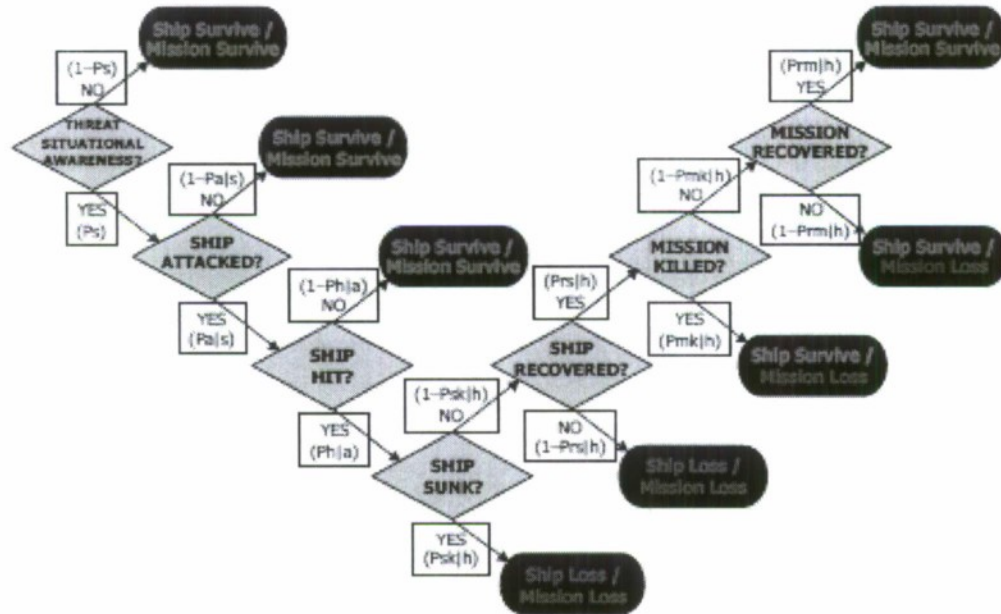 Ship Survive /
Mission Survive
(1-Ps)
NO
THREAT
SITUATIONAL
AWARENESS?
YES
(Ps)
Ship Survive /
Mission Survive
(1-Pa|s)
NO
SHIP
ATTACKED?
YES
(Pa|s)
Ship Survive /
Mission Survive
(1-Ph|a)
NO
SHIP
HIT?
YES
(Ph|a)
(1-Psk|h)
NO
SHIP
SUNK?
YES
(Psk|h)
Ship Loss /
Mission Loss
(Prs|h)
YES
SHIP
RECOVERED?
NO
(1-Prs|h)
Ship Loss /
Mission Loss
(1-Pmk|h)
NO
MISSION
KILLED?
YES
(Pmk|h)
Ship Survive /
Mission Loss
(Prm|h)
YES
Ship Survive /
Mission Survive
MISSION
RECOVERED?
NO
(1-Prm|h)
Ship Survive /
Mission Loss